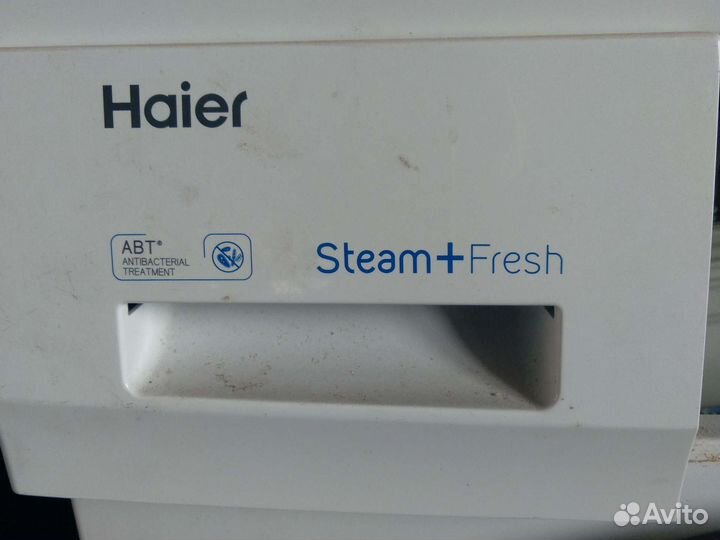 Haier
ABT®
ANTIBACTERIAL
TREATMENT
Steam+Fresh
Avito